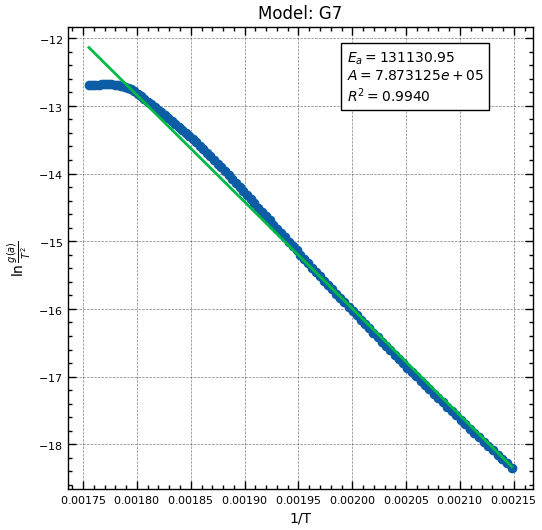 Model: G7
E_a = 131130.95
A = 7.873125e + 05
R^2 = 0.9940
−12
−13
−14
−15
−16
−17
−18
ln g(a)/T^2
0.00175 0.00180 0.00185 0.00190 0.00195 0.00200 0.00205 0.00210 0.00215
1/T